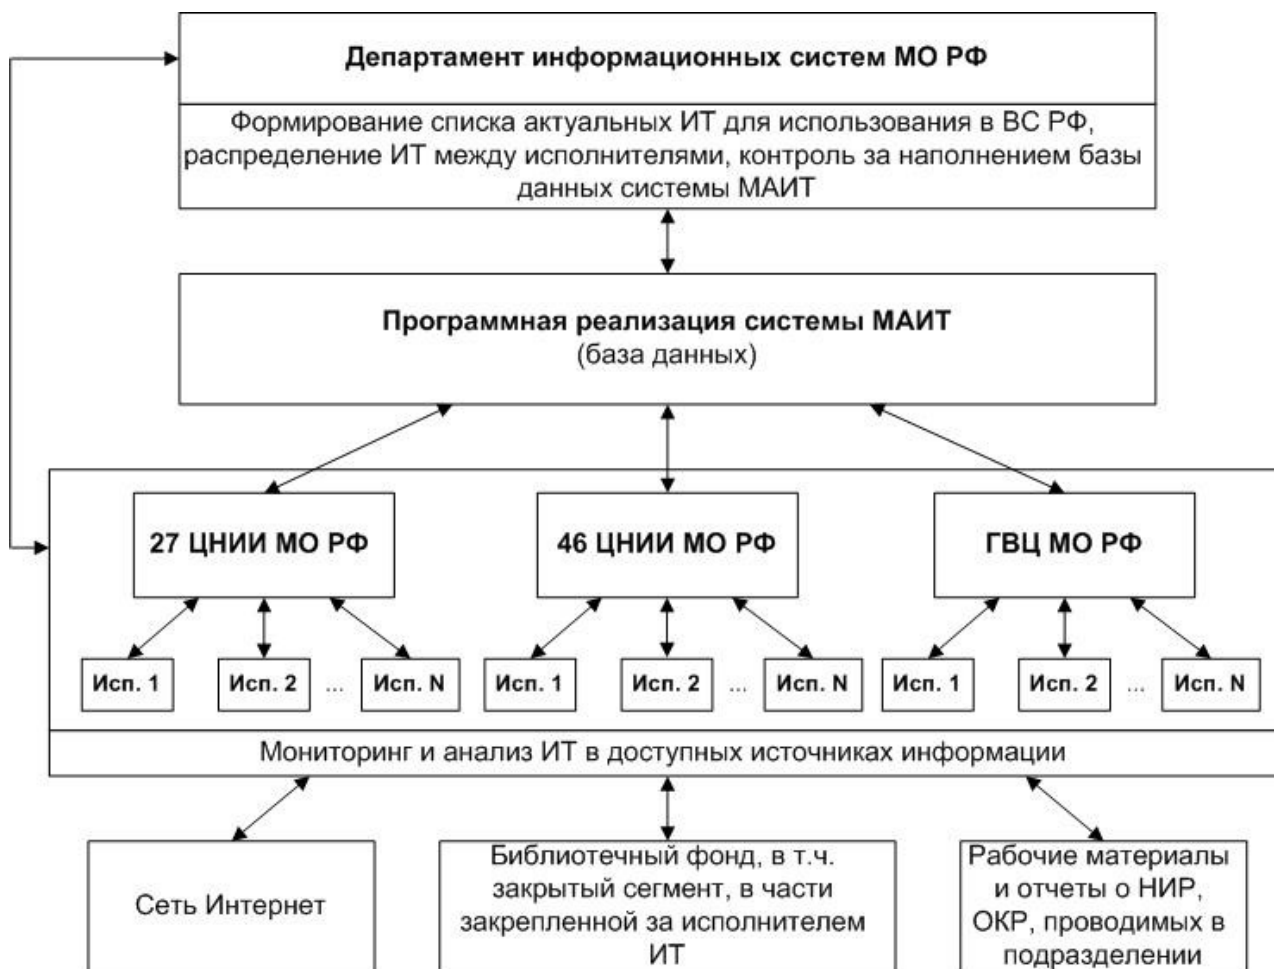 Департамент информационных систем МО РФ
Формирование списка актуальных ИТ для использования в ВС РФ,
распределение ИТ между исполнителями, контроль за наполнением базы
данных системы МАИТ
Программная реализация системы МАИТ
(база данных)
27 ЦНИИ МО РФ
46 ЦНИИ МО РФ
ГВЦ МО РФ
Исп. 1
Исп. 2
...
Исп. N
Исп. 1
Исп. 2
...
Исп. N
Исп. 1
Исп. 2
...
Исп. N
Мониторинг и анализ ИТ в доступных источниках информации
Сеть Интернет
Библиотечный фонд, в т.ч.
закрытый сегмент, в части
закрепленной за исполнителем
ИТ
Рабочие материалы
и отчеты о НИР,
ОКР, проводимых в
подразделении